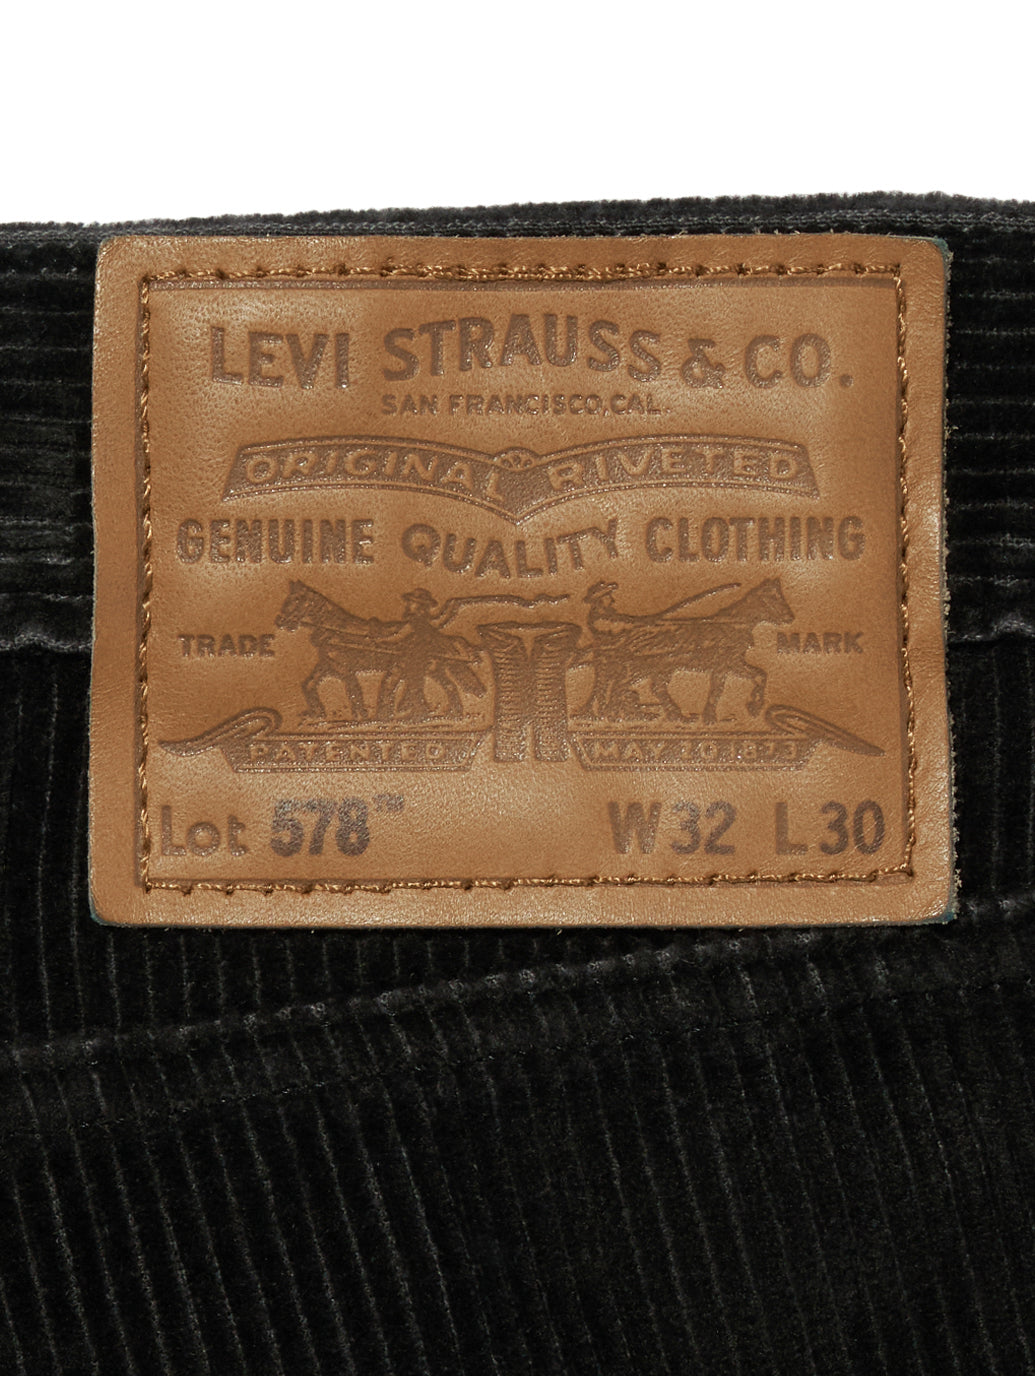 LEVI STRAUSS & CO.
SAN FRANCISCO, CAL.
ORIGINAL RIVETED
GENUINE QUALITY CLOTHING
TRADE MARK
PATENTED MAY 20 1873
Lot 578™ W32 L30